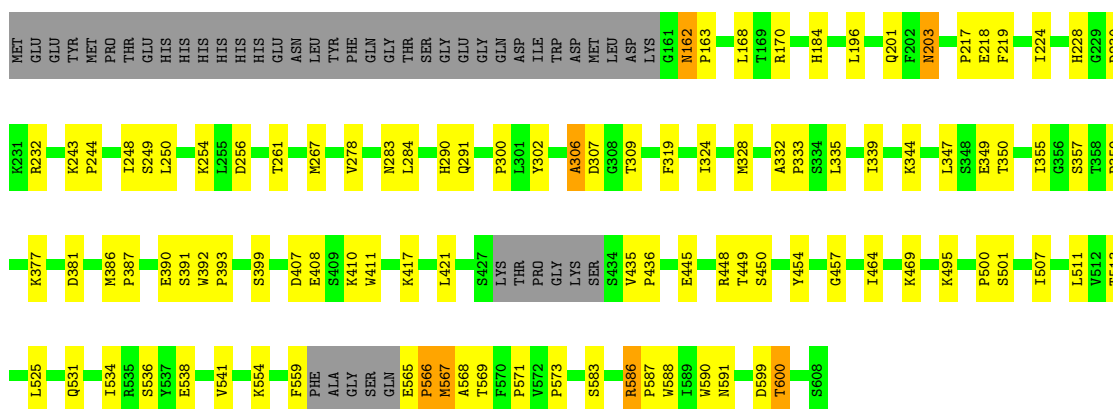 MET GLU GLU TYR MET PRO THR GLU HIS HIS HIS HIS HIS HIS GLU ASN LEU TYR PHE GLN GLY THR SER GLY GLU GLY GLN ASP ILE TRP ASP MET LEU ASP LYS G161 N162 P163 L168 T169 R170 H184 L196 Q201 F202 N203 P217 E218 F219 I224 H228 G229
K231 R232 K243 P244 I248 S249 L250 K254 L255 D256 T261 M267 V278 N283 L284 H290 Q291 P300 L301 Y302 A306 D307 G308 T309 F319 I324 M328 A332 P333 S334 L335 I339 K344 L347 S348 E349 T350 I355 G356 S357 T358
K377 D381 M386 P387 E390 S391 W392 P393 S399 D407 E408 S409 K410 W411 K417 L421 S427 LYS THR PRO GLY LYS SER S434 V435 P436 E445 R448 T449 S450 Y454 G457 I464 K469 K495 P500 S501 I507 L511 V512
L525 Q531 I534 R535 S536 Y537 E538 V541 K554 F559 PHE ALA GLY SER GLN E565 P566 M567 A568 T569 F570 P571 V572 P573 S583 R586 P587 W588 I589 W590 N591 D599 T600 S608